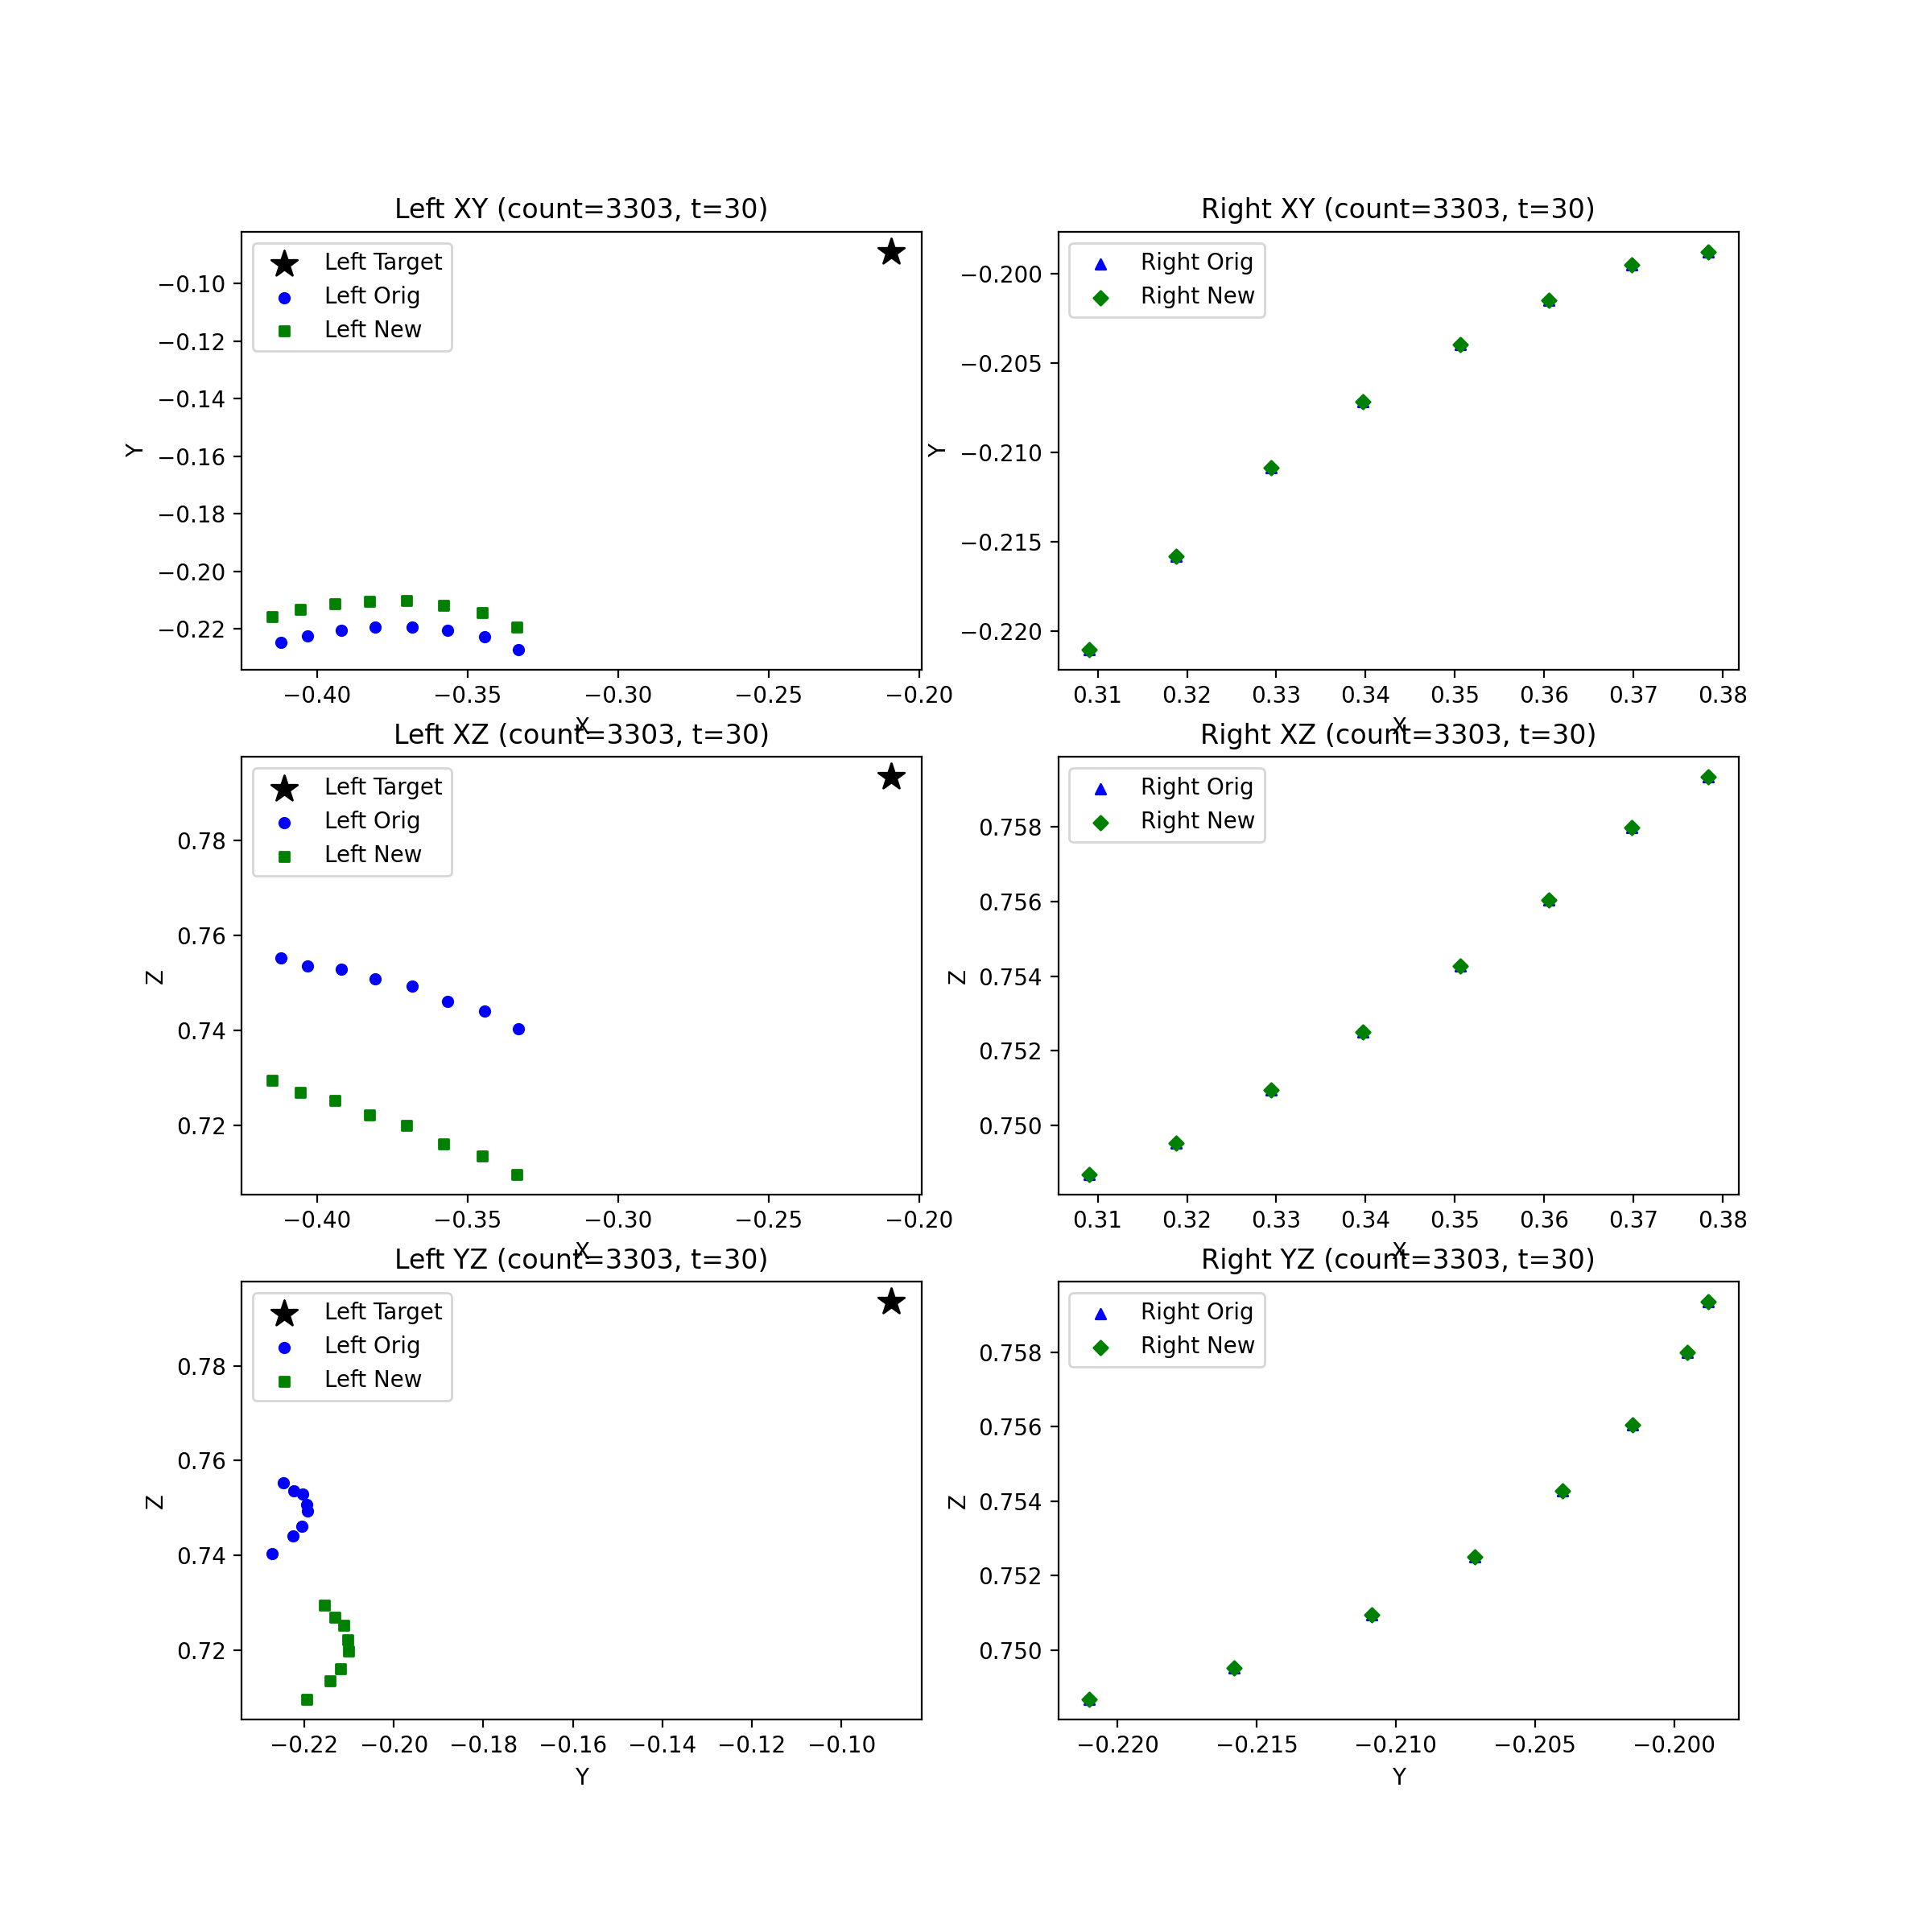 Left XY (count=3303, t=30)
Left Target
Left Orig
Left New
Y
−0.10
−0.12
−0.14
−0.16
−0.18
−0.20
−0.22
−0.40 −0.35 −0.30 −0.25 −0.20
X
Right XY (count=3303, t=30)
Right Orig
Right New
Y
−0.200
−0.205
−0.210
−0.215
−0.220
0.31 0.32 0.33 0.34 0.35 0.36 0.37 0.38
X
Left XZ (count=3303, t=30)
Left Target
Left Orig
Left New
Z
0.78
0.76
0.74
0.72
−0.40 −0.35 −0.30 −0.25 −0.20
X
Right XZ (count=3303, t=30)
Right Orig
Right New
Z
0.758
0.756
0.754
0.752
0.750
0.31 0.32 0.33 0.34 0.35 0.36 0.37 0.38
X
Left YZ (count=3303, t=30)
Left Target
Left Orig
Left New
Z
0.78
0.76
0.74
0.72
−0.22 −0.20 −0.18 −0.16 −0.14 −0.12 −0.10
Y
Right YZ (count=3303, t=30)
Right Orig
Right New
Z
0.758
0.756
0.754
0.752
0.750
−0.220 −0.215 −0.210 −0.205 −0.200
Y